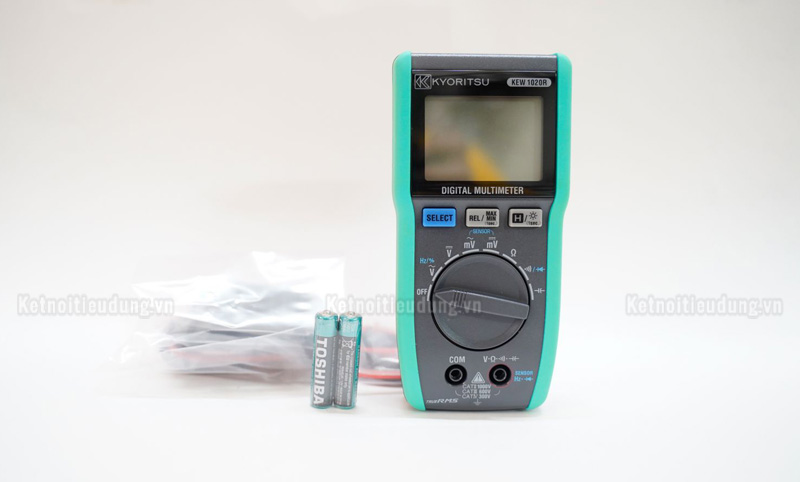 KYORITSU
KEW 1020R
DIGITAL MULTIMETER
SELECT
REL/MAX MIN
H/
SENSOR
mV
mV
V
Ω
Hz/%
V
OFF
Ketnoitieudung.vn Ketnoitieudung.vn Ketnoitieudung.vn
TOSHIBA
COM
V·Ω
SENSOR
Hz
CAT II 1000V
CAT III 600V
CAT IV 300V
TRUE RMS